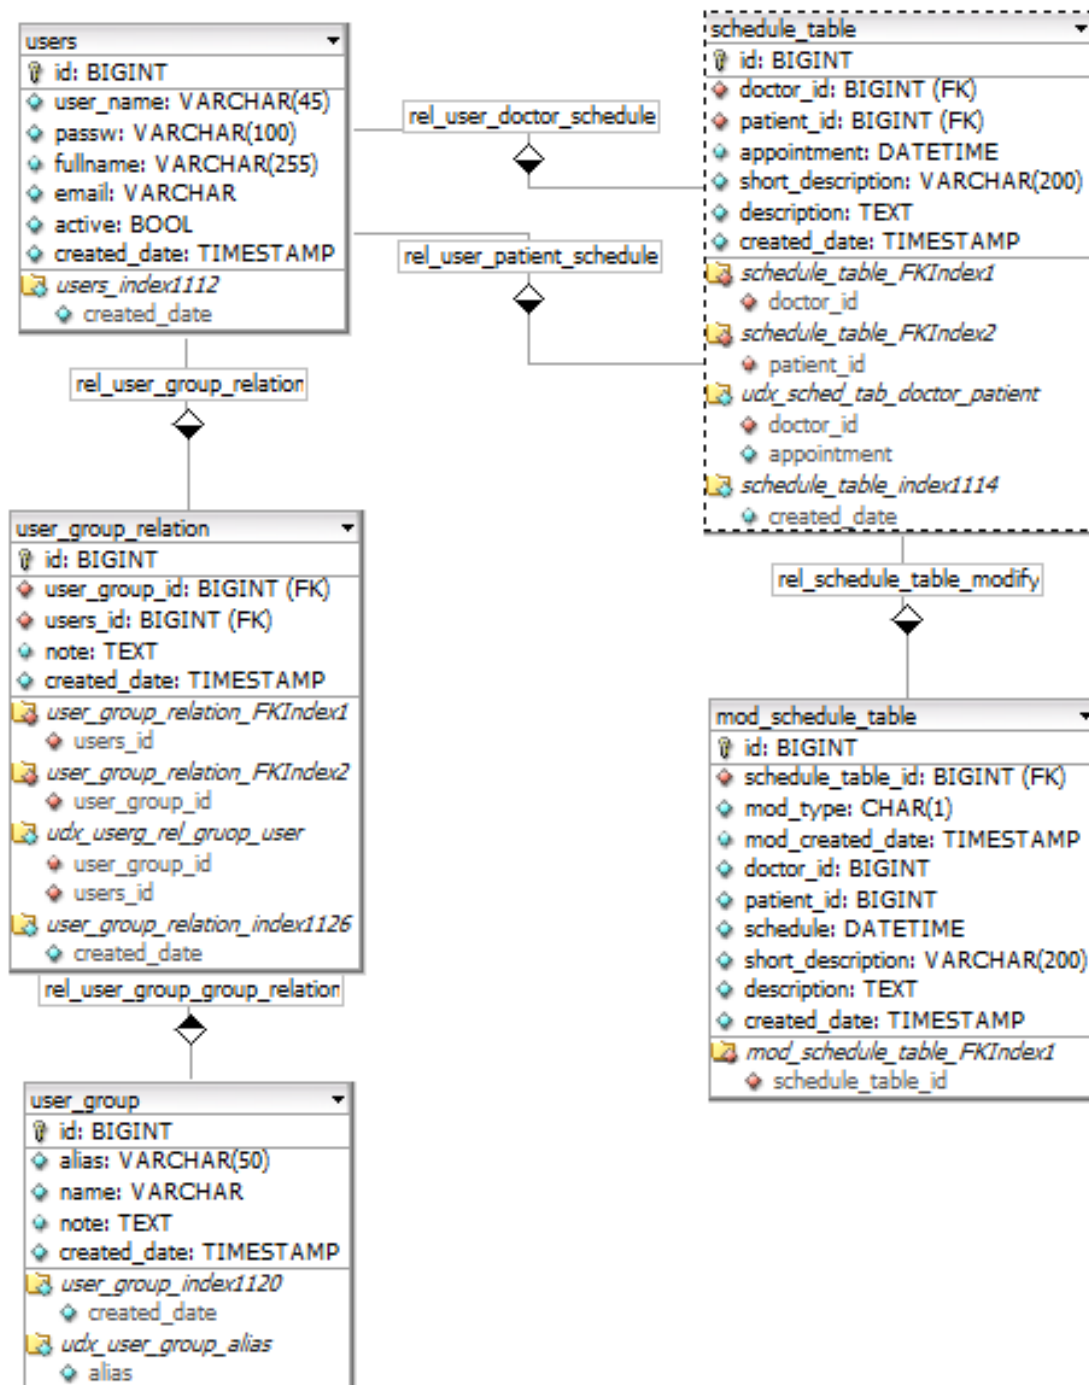 users
id: BIGINT
user_name: VARCHAR(45)
passw: VARCHAR(100)
fullname: VARCHAR(255)
email: VARCHAR
active: BOOL
created_date: TIMESTAMP
users_index1112
created_date
rel_user_doctor_schedule
rel_user_patient_schedule
schedule_table
id: BIGINT
doctor_id: BIGINT (FK)
patient_id: BIGINT (FK)
appointment: DATETIME
short_description: VARCHAR(200)
description: TEXT
created_date: TIMESTAMP
schedule_table_FKIndex1
doctor_id
schedule_table_FKIndex2
patient_id
udx_sched_tab_doctor_patient
doctor_id
appointment
schedule_table_index1114
created_date
rel_user_group_relation
user_group_relation
id: BIGINT
user_group_id: BIGINT (FK)
users_id: BIGINT (FK)
note: TEXT
created_date: TIMESTAMP
user_group_relation_FKIndex1
users_id
user_group_relation_FKIndex2
user_group_id
udx_userg_rel_gruop_user
user_group_id
users_id
user_group_relation_index1126
created_date
rel_schedule_table_modify
mod_schedule_table
id: BIGINT
schedule_table_id: BIGINT (FK)
mod_type: CHAR(1)
mod_created_date: TIMESTAMP
doctor_id: BIGINT
patient_id: BIGINT
schedule: DATETIME
short_description: VARCHAR(200)
description: TEXT
created_date: TIMESTAMP
mod_schedule_table_FKIndex1
schedule_table_id
rel_user_group_group_relation
user_group
id: BIGINT
alias: VARCHAR(50)
name: VARCHAR
note: TEXT
created_date: TIMESTAMP
user_group_index1120
created_date
udx_user_group_alias
alias